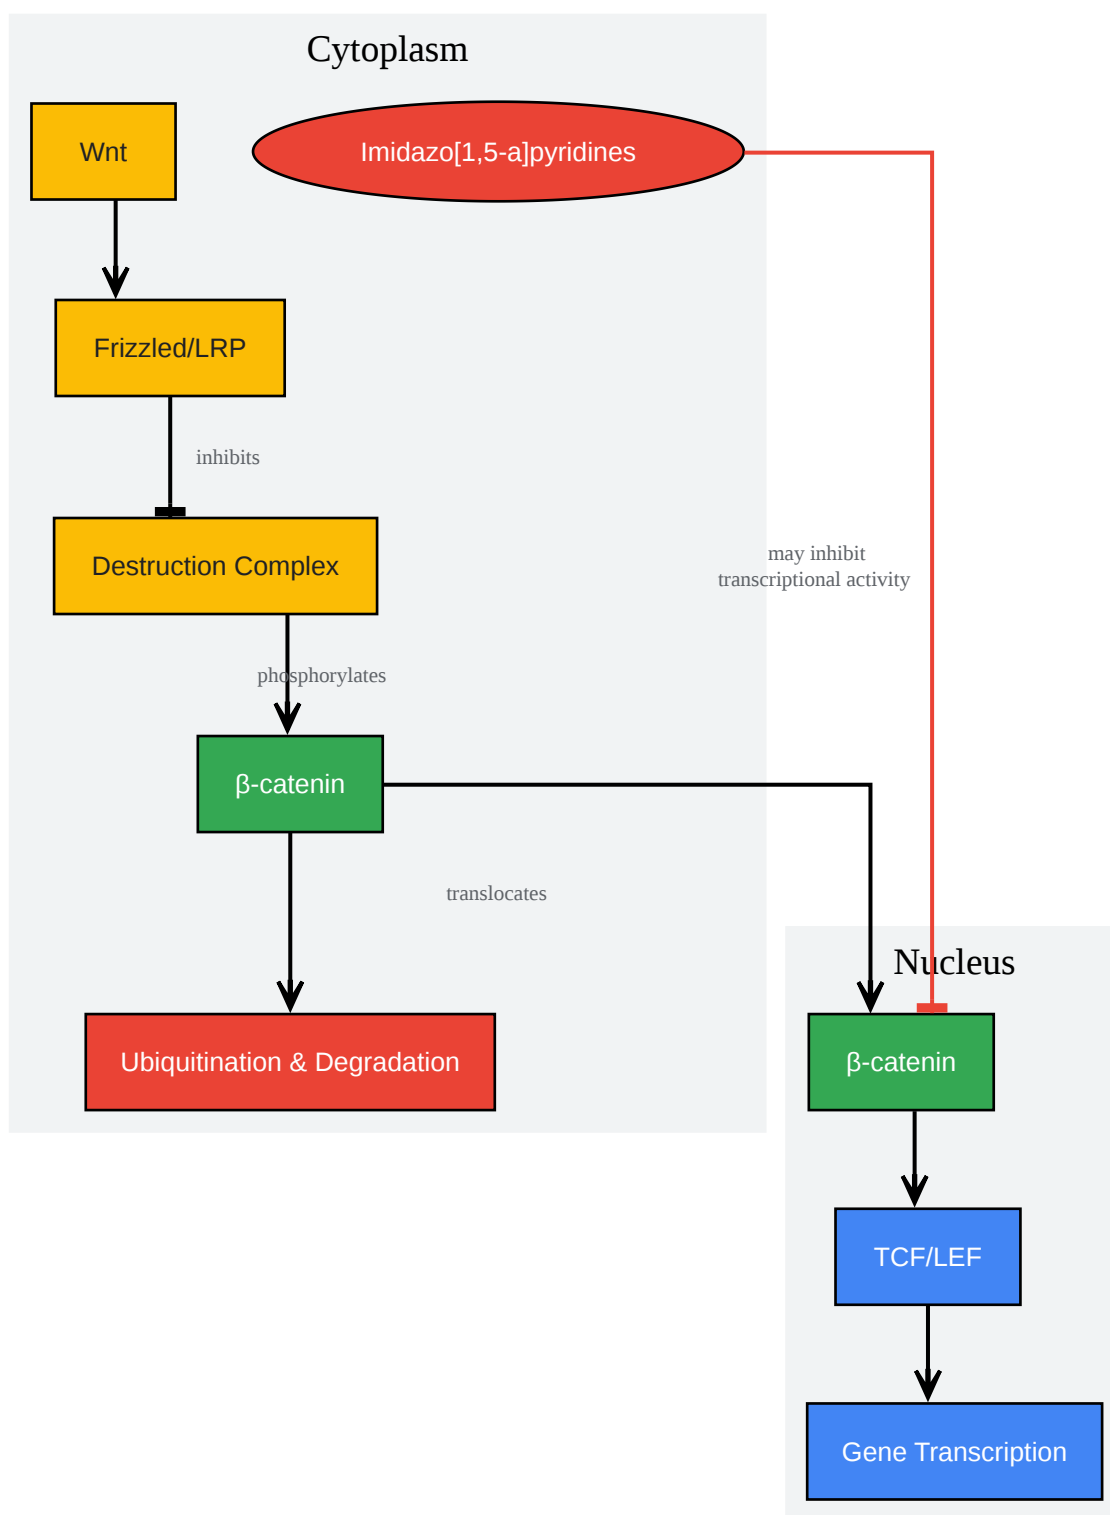 Cytoplasm
Wnt
Imidazo[1,5-a]pyridines
Frizzled/LRP
inhibits
Destruction Complex
may inhibit
transcriptional activity
phosphorylates
β-catenin
translocates
Nucleus
Ubiquitination & Degradation
β-catenin
TCF/LEF
Gene Transcription